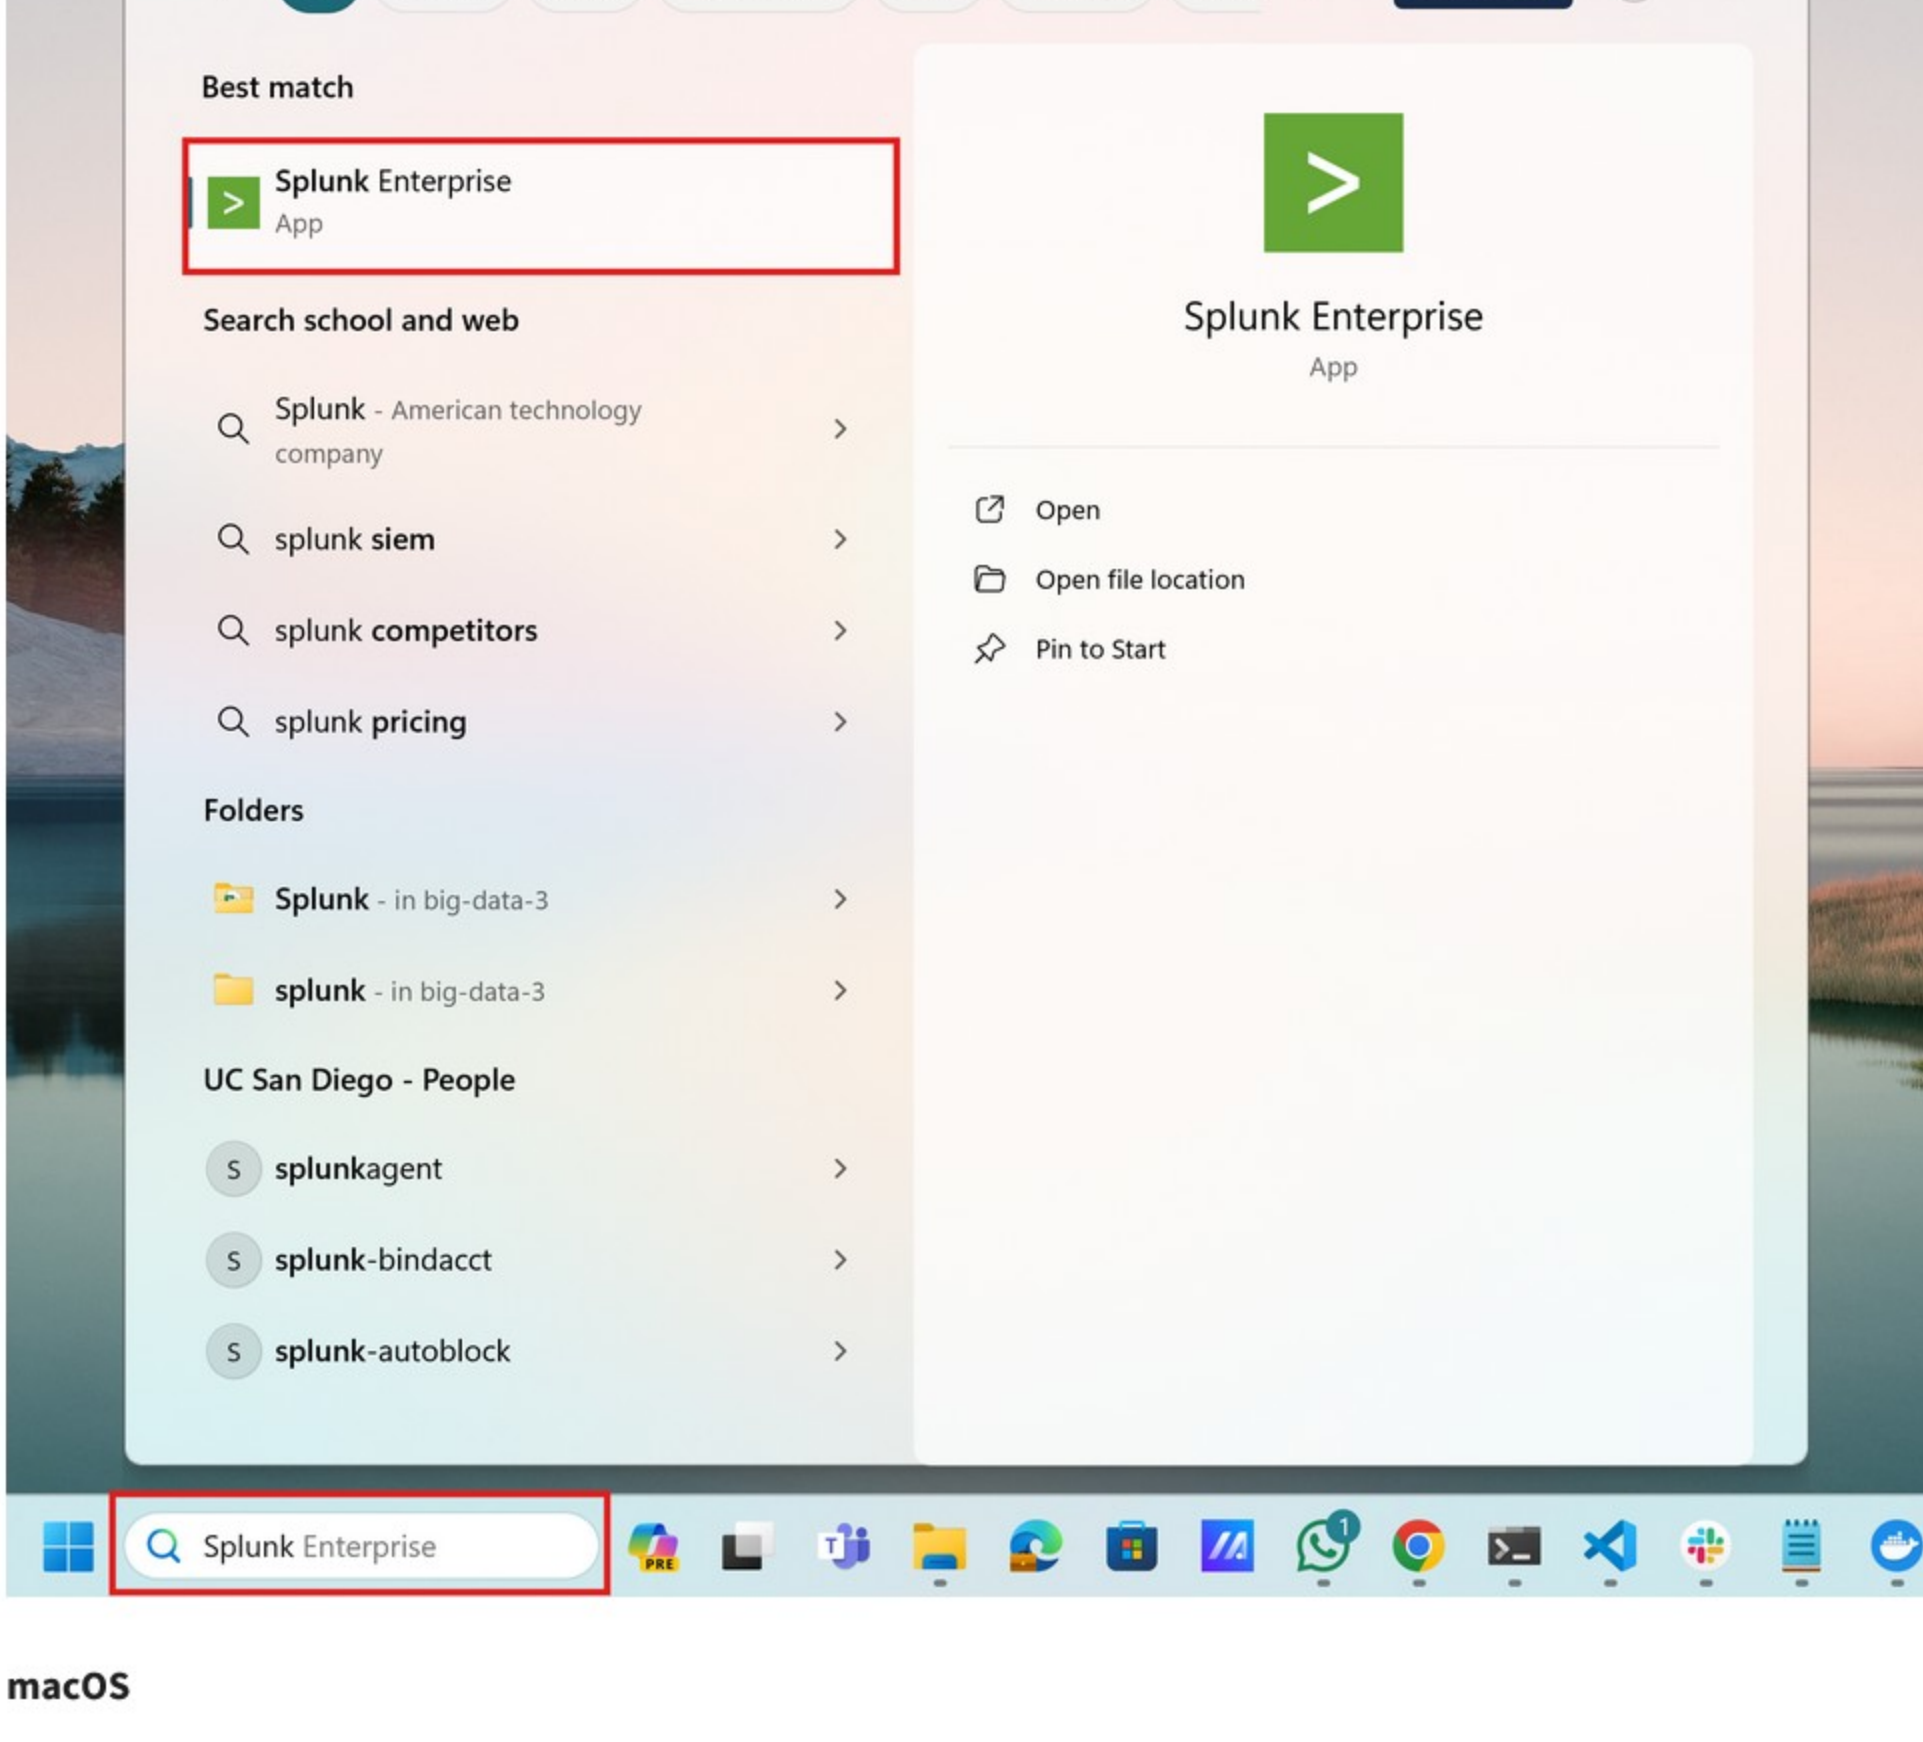 Best match
Splunk Enterprise
App
Search school and web
Splunk - American technology
company
splunk siem
splunk competitors
splunk pricing
Folders
Splunk - in big-data-3
splunk - in big-data-3
UC San Diego - People
S splunkagent
S splunk-bindacct
S splunk-autoblock
Splunk Enterprise
App
Open
Open file location
Pin to Start
Splunk Enterprise
PRE
T
1
macOS